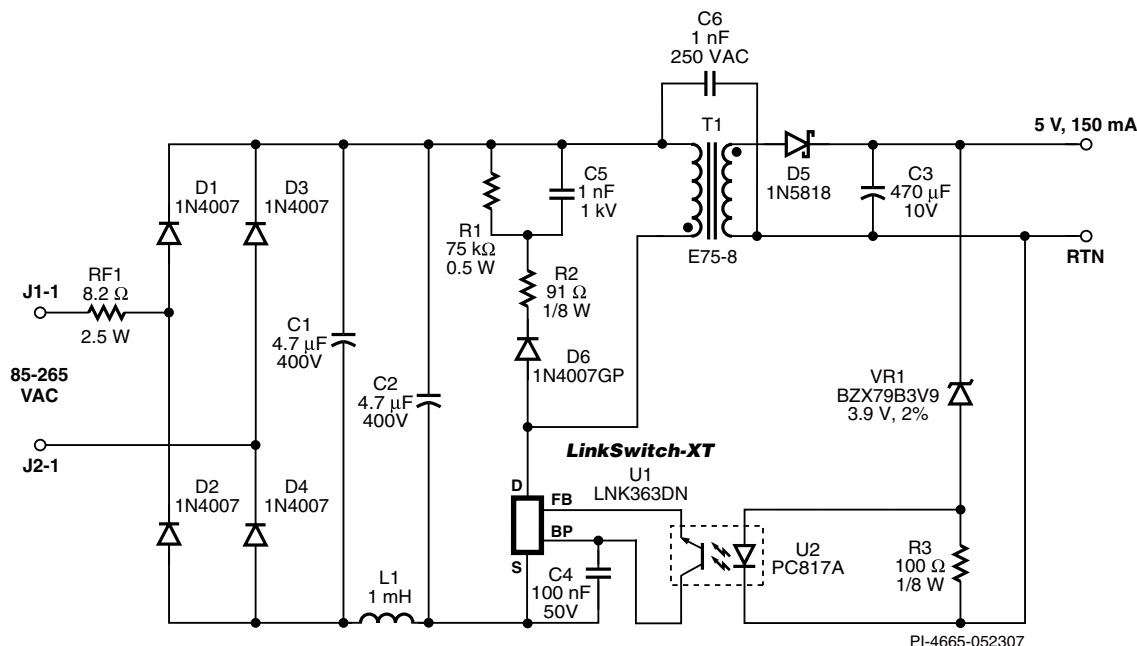 C6
1 nF
250 VAC
T1
5 V, 150 mA
D1
1N4007
D3
1N4007
C5
1 nF
1 kV
D5
1N5818
C3
470 μF
10V
R1
75 kΩ
0.5 W
E75-8
RTN
RF1
8.2 Ω
2.5 W
J1-1
R2
91 Ω
1/8 W
C1
4.7 μF
400V
D6
1N4007GP
85-265
VAC
C2
4.7 μF
400V
VR1
BZX79B3V9
3.9 V, 2%
J2-1
LinkSwitch-XT
U1
LNK363DN
D2
1N4007
D4
1N4007
D
FB
BP
S
U2
PC817A
R3
100 Ω
1/8 W
L1
1 mH
C4
100 nF
50V
PI-4665-052307